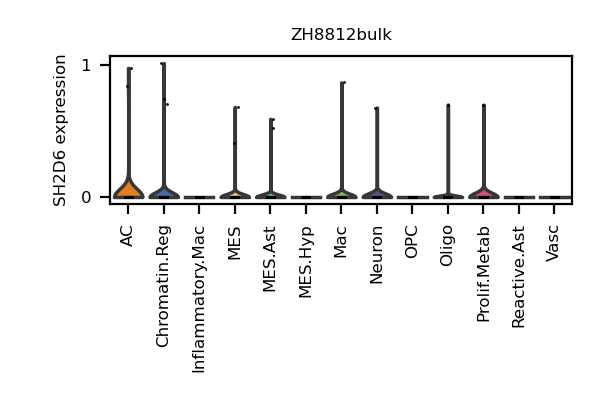 ZH8812bulk
SH2D6 expression
1
0
AC
Chromatin.Reg
Inflammatory.Mac
MES
MES.Ast
MES.Hyp
Mac
Neuron
OPC
Oligo
Prolif.Metab
Reactive.Ast
Vasc